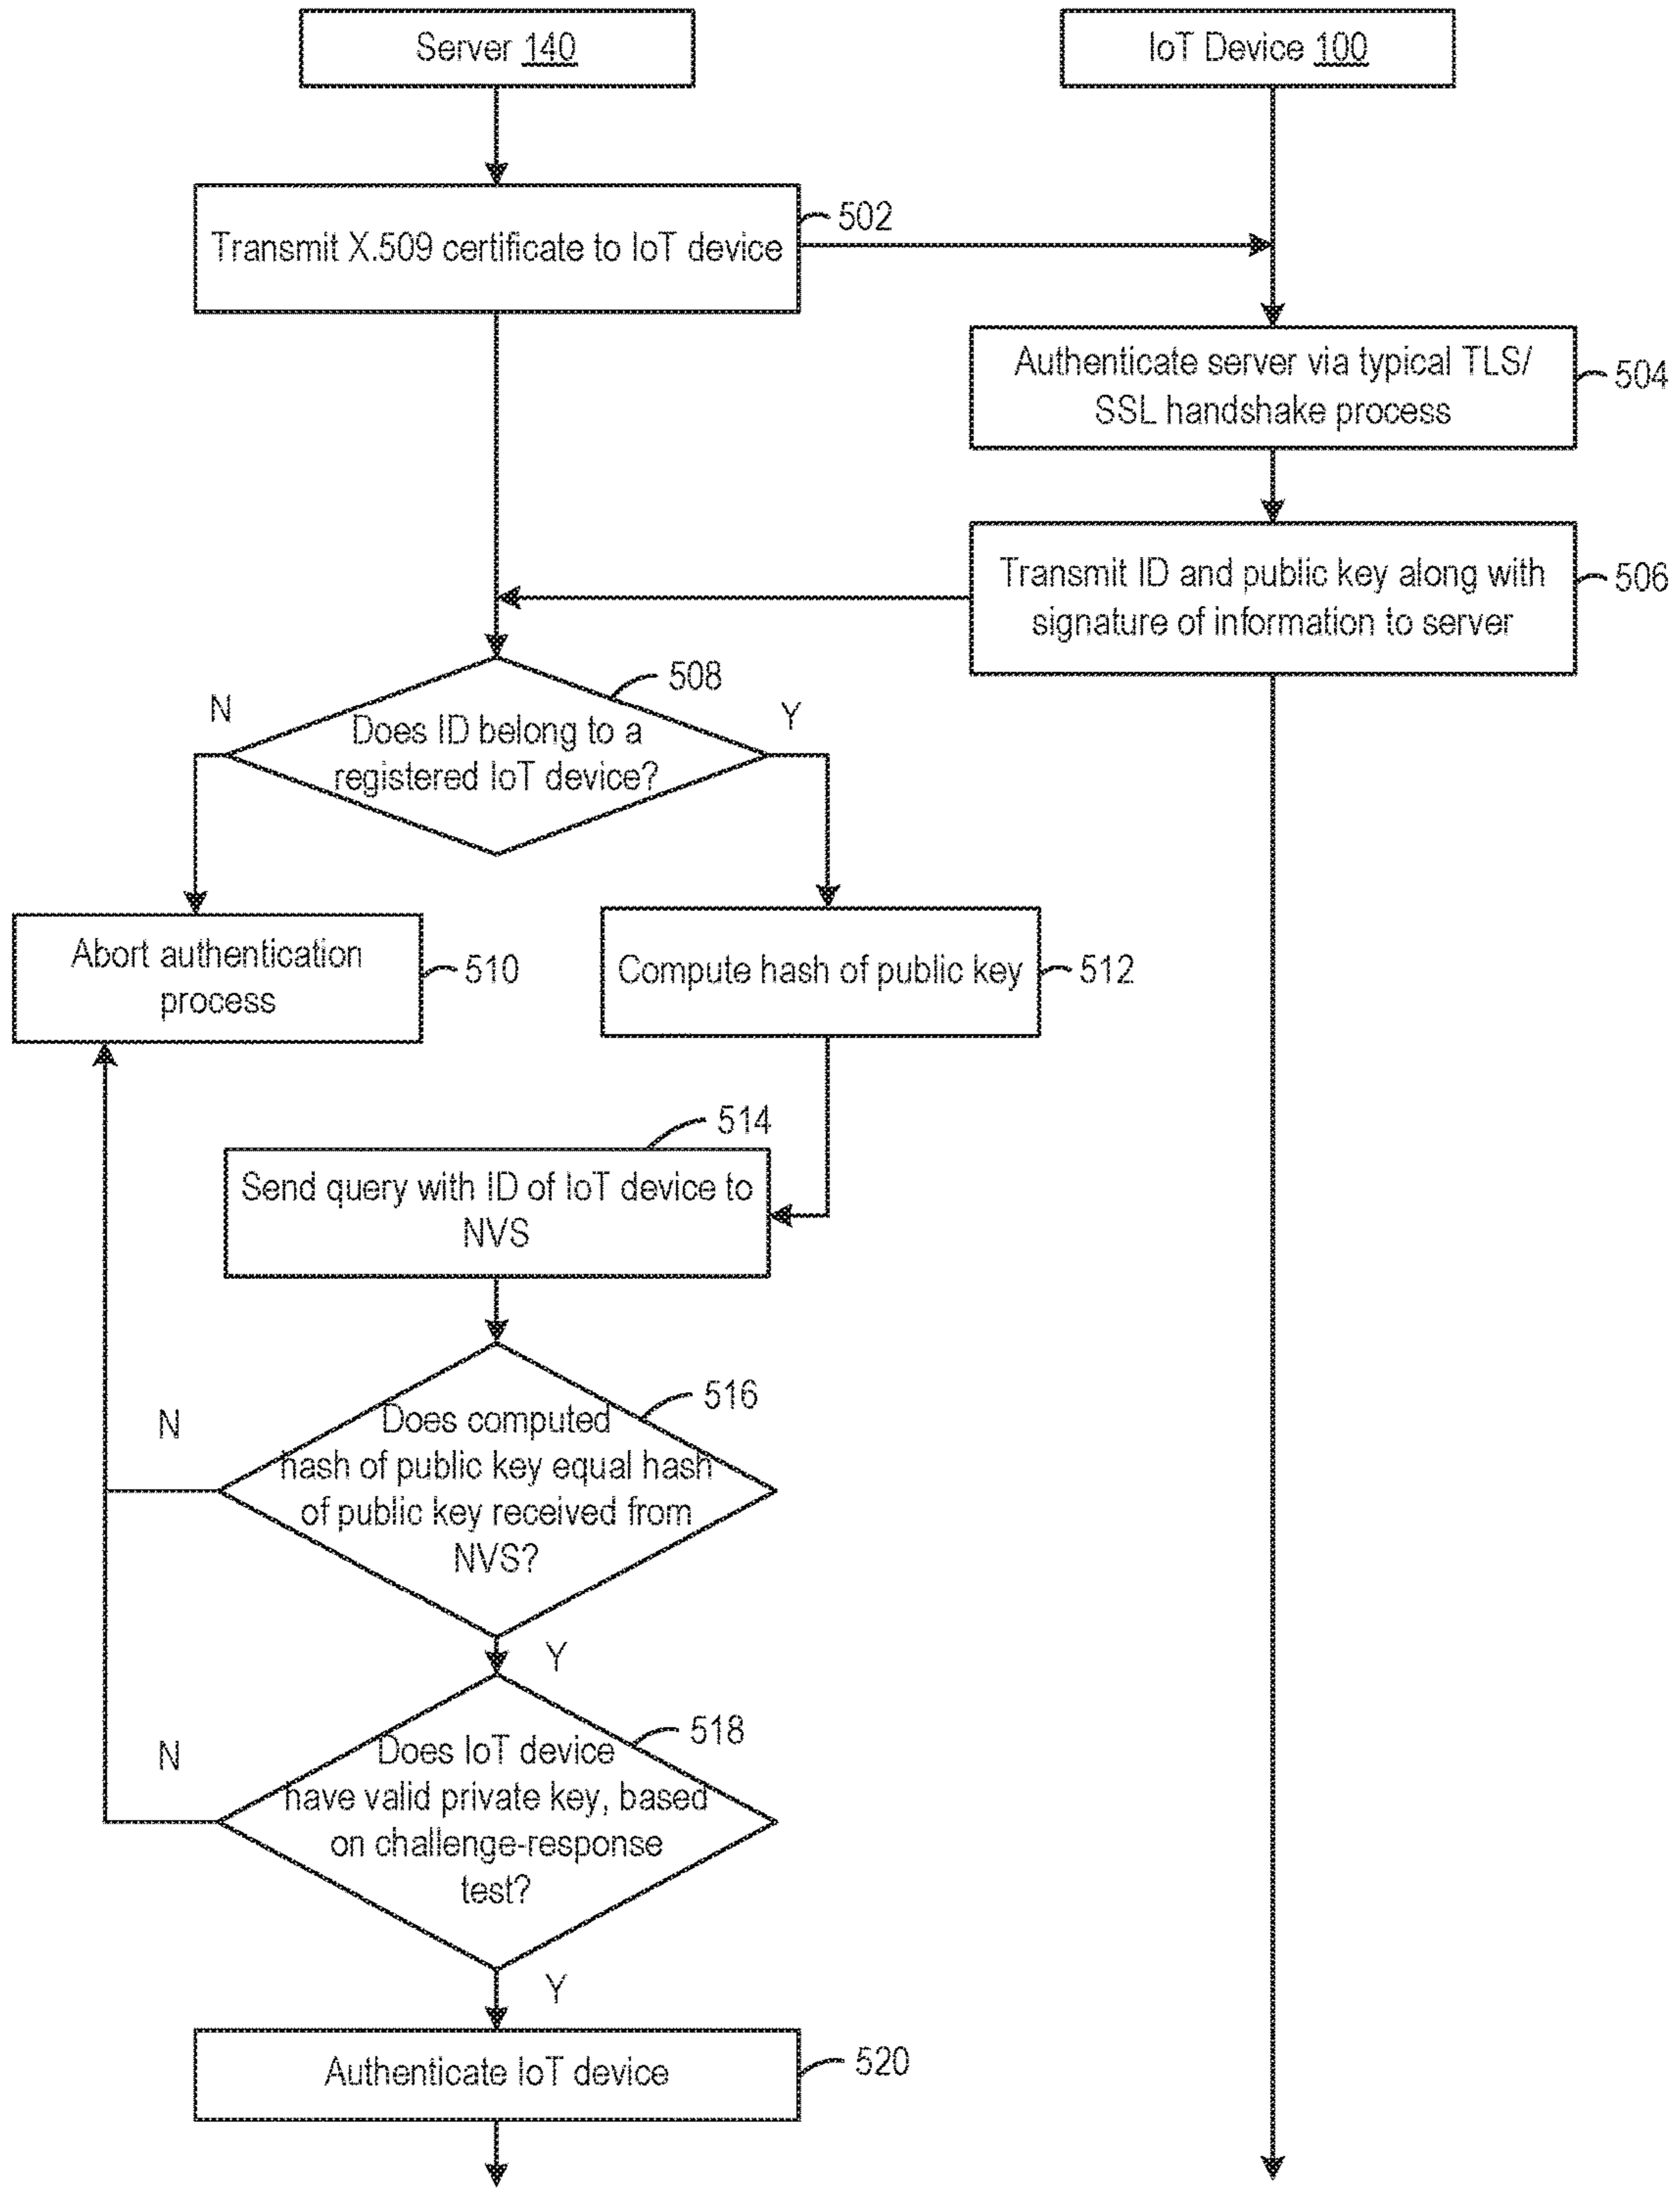 Server 140
IoT Device 100
502
Transmit X.509 certificate to IoT device
Authenticate server via typical TLS/
SSL handshake process
504
Transmit ID and public key along with
signature of information to server
506
508
N
Y
Does ID belong to a
registered IoT device?
Abort authentication
process
510
Compute hash of public key
512
514
Send query with ID of IoT device to
NVS
516
N
Does computed
hash of public key equal hash
of public key received from
NVS?
Y
518
N
Does IoT device
have valid private key, based
on challenge-response
test?
Y
Authenticate IoT device
520